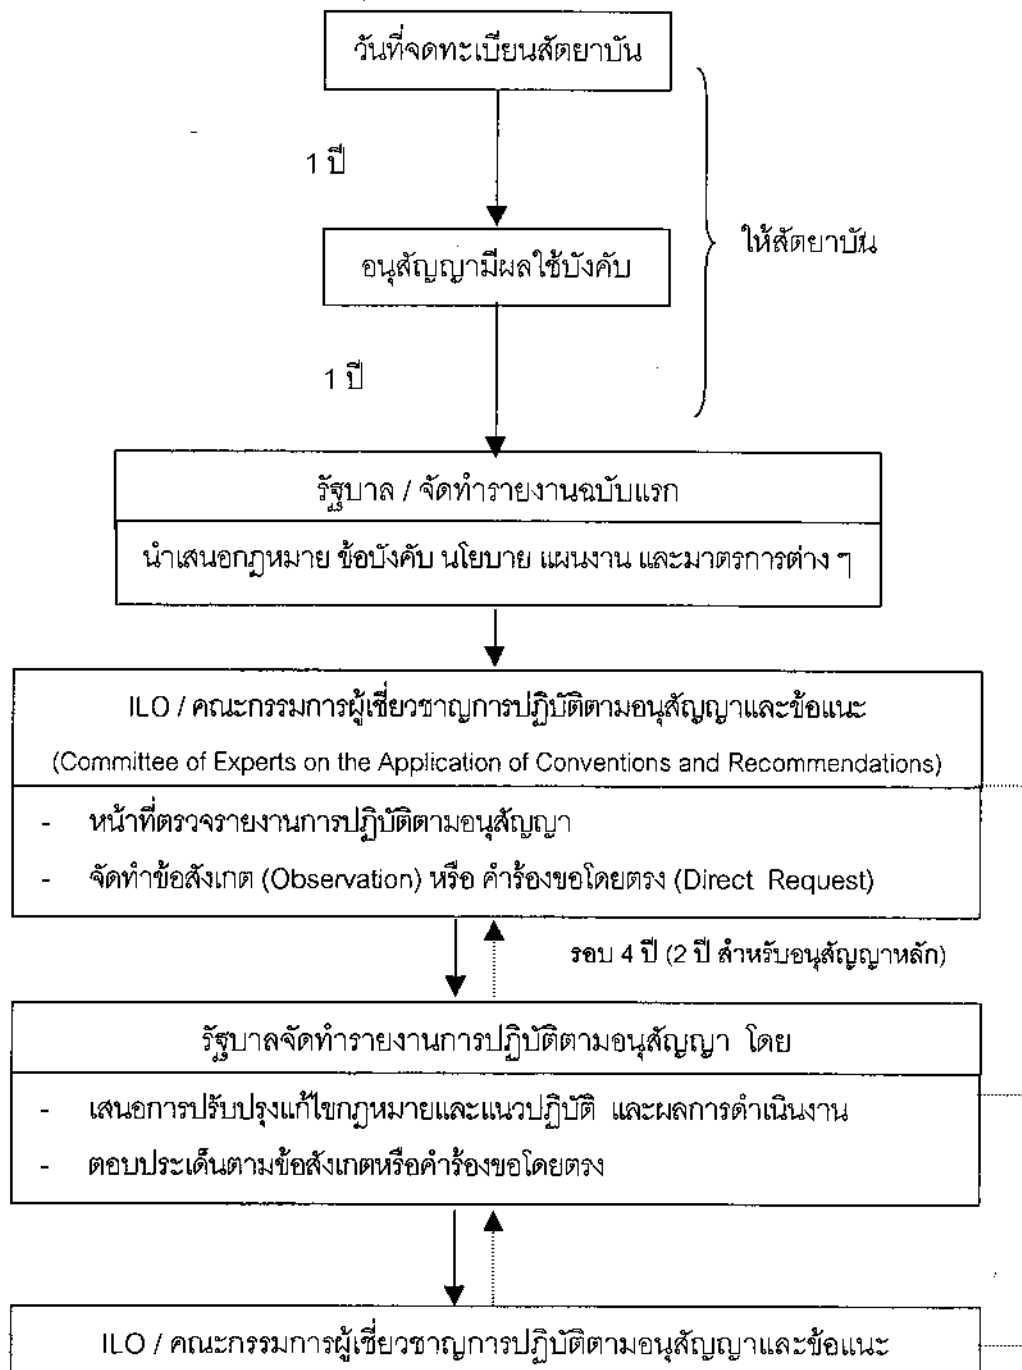 วันที่จดทะเบียนสัตยาบัน
1 ปี
อนุสัญญามีผลใช้บังคับ
ให้สัตยาบัน
1 ปี
รัฐบาล / จัดทำรายงานฉบับแรก
นำเสนอกฎหมาย ข้อบังคับ นโยบาย แผนงาน และมาตรการต่าง ๆ
ILO / คณะกรรมการผู้เชี่ยวชาญการปฏิบัติตามอนุสัญญาและข้อแนะ
(Committee of Experts on the Application of Conventions and Recommendations)
- หน้าที่ตรวจรายงานการปฏิบัติตามอนุสัญญา
- จัดทำข้อสังเกต (Observation) หรือ คำร้องขอโดยตรง (Direct Request)
รอบ 4 ปี (2 ปี สำหรับอนุสัญญาหลัก)
รัฐบาลจัดทำรายงานการปฏิบัติตามอนุสัญญา โดย
- เสนอการปรับปรุงแก้ไขกฎหมายและแนวปฏิบัติ และผลการดำเนินงาน
- ตอบประเด็นตามข้อสังเกตหรือคำร้องขอโดยตรง
ILO / คณะกรรมการผู้เชี่ยวชาญการปฏิบัติตามอนุสัญญาและข้อแนะ